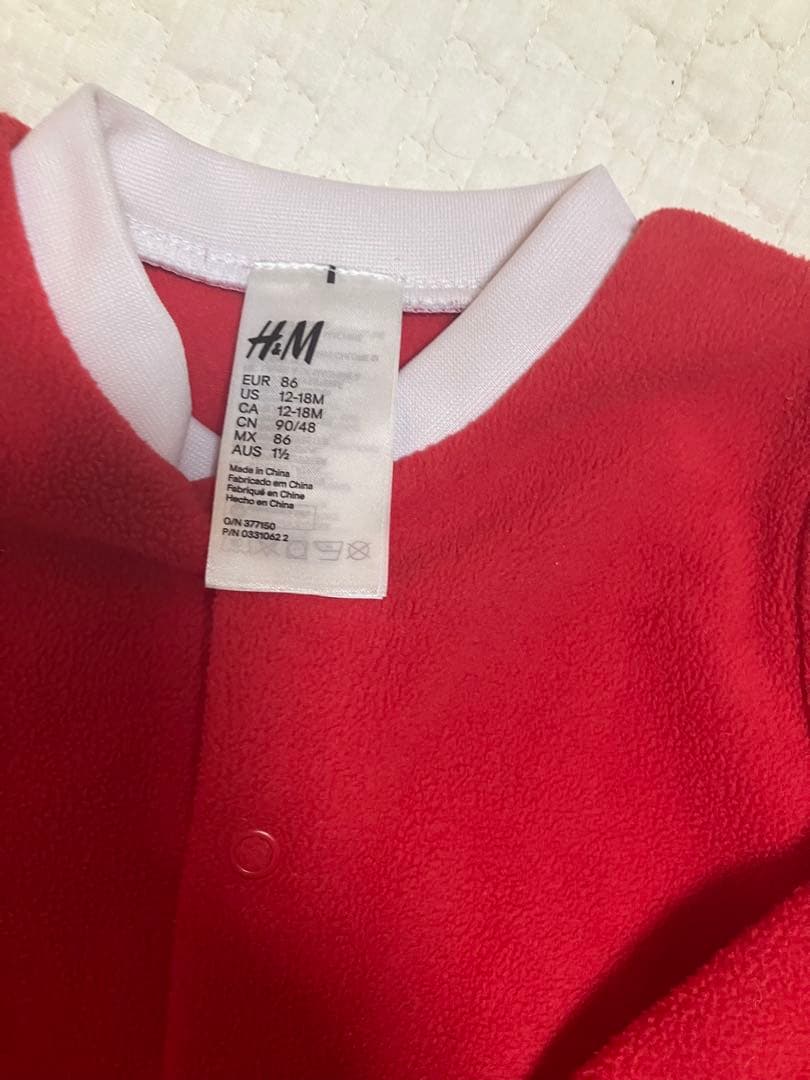 H&M
EUR 86
US 12-18M
CA 12-18M
CN 90/48
MX 86
AUS 1½
Made in China
Fabricado em China
Fabriqué en Chine
Hecho en China
O/N 377150
P/N 0331062 2